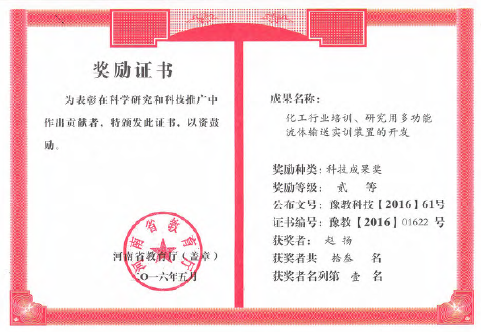 奖励证书
为表彰在科学研究和科技推广中
作出贡献者，特颁发此证书，以资鼓
励。
河南省教育厅（盖章）
二〇一六年五月
河南省教育厅
成果名称：
化工行业培训、研究用多功能
流体输送实训装置的开发
奖励种类：科技成果奖
奖励等级： 贰 等
公布文号：豫教科技【2016】61号
证书编号：豫教【2016】01622 号
获奖者： 赵扬
获奖者共 拾叁 名
获奖者名列第 壹 名